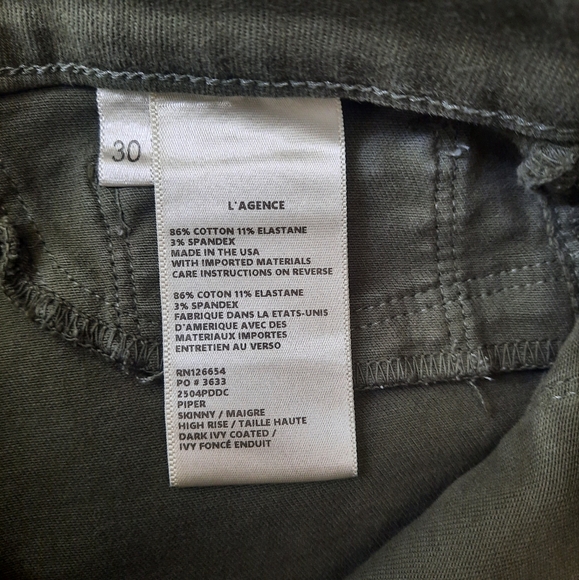 30
L'AGENCE
86% COTTON 11% ELASTANE
3% SPANDEX
MADE IN THE USA
WITH IMPORTED MATERIALS
CARE INSTRUCTIONS ON REVERSE
86% COTON 11% ELASTANE
3% SPANDEX
FABRIQUE DANS LA ETATS-UNIS
D'AMERIQUE AVEC DES
MATERIAUX IMPORTES
ENTRETIEN AU VERSO
RN126654
PO # 3633
2504PDDC
PIPER
SKINNY / MAIGRE
HIGH RISE / TAILLE HAUTE
DARK IVY COATED /
IVY FONCÉ ENDUIT